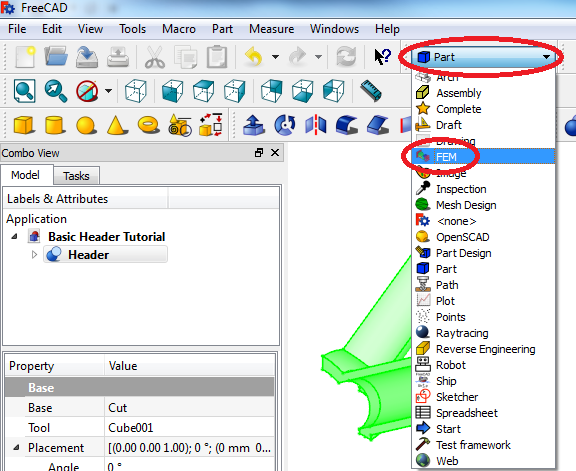 FreeCAD
File Edit View Tools Macro Part Measure Windows Help
Part
Arch
Assembly
Complete
Draft
Drawing
FEM
Image
Inspection
Mesh Design
<none>
OpenSCAD
Part Design
Part
Path
Plot
Points
Raytracing
Reverse Engineering
Robot
Ship
Sketcher
Spreadsheet
Start
Test framework
Web
Combo View
Model Tasks
Labels & Attributes
Application
Basic Header Tutorial
Header
Property Value
Base
Base Cut
Tool Cube001
Placement [(0.00 0.00 1.00); 0 °; (0 mm 0...
Angle 0 °